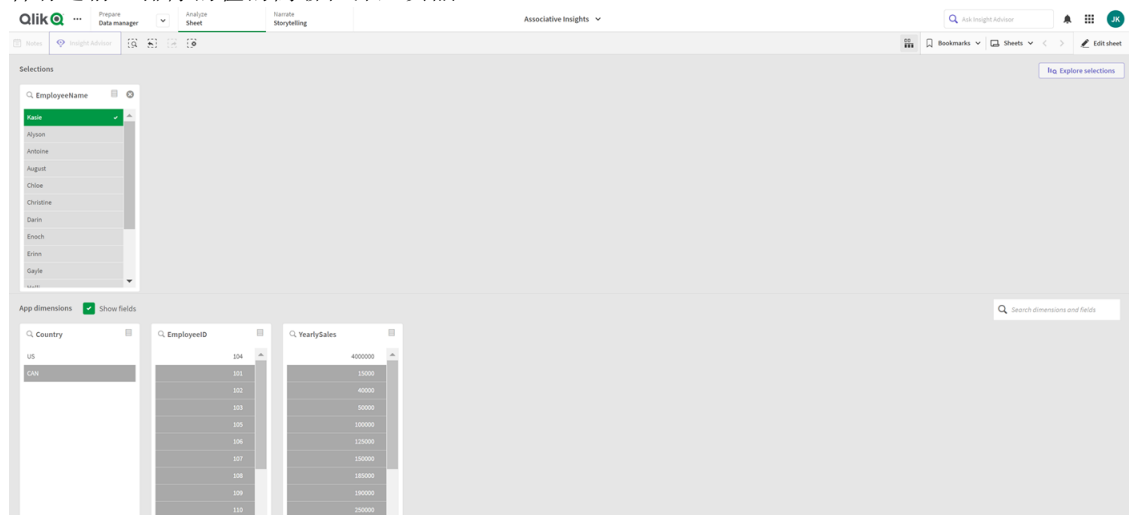 Qlik
Prepare
Data manager
Analyze
Sheet
Narrate
Storytelling
Associative Insights
Ask Insight Advisor
JK
Notes
Insight Advisor
Bookmarks
Sheets
Edit sheet
Selections
Explore selections
EmployeeName
Kasie
Alyson
Antoine
August
Chloe
Christine
Darin
Enoch
Erinn
Gayle
App dimensions
Show fields
Search dimensions and fields
Country
US
CAN
EmployeeID
104
101
102
103
105
106
107
108
109
110
YearlySales
4000000
15000
40000
50000
100000
125000
150000
185000
190000
250000